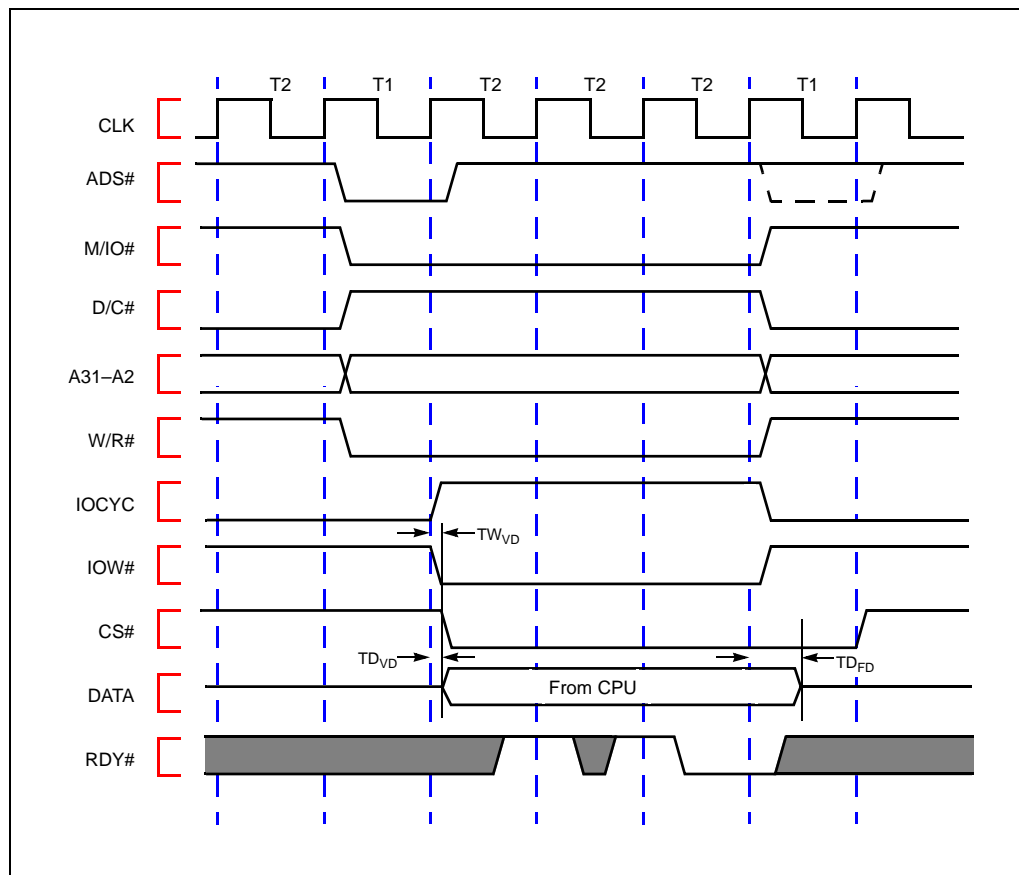 T2 T1 T2 T2 T2 T1
CLK
ADS#
M/IO#
D/C#
A31–A2
W/R#
IOCYC
TWVD
IOW#
CS#
TDVD TDFD
DATA From CPU
RDY#